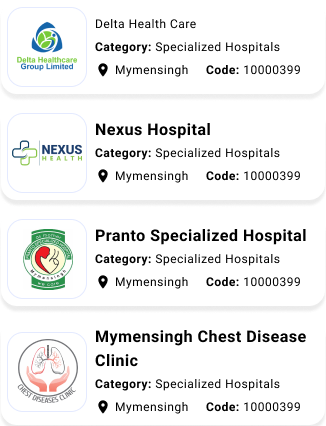 Delta Health Care
Delta Healthcare
Group Limited
Category: Specialized Hospitals
Mymensingh Code: 10000399
NEXUS
HEALTH
Nexus Hospital
Category: Specialized Hospitals
Mymensingh Code: 10000399
Pranto Specialized Hospital
Mymensingh
Category: Specialized Hospitals
Mymensingh Code: 10000399
Mymensingh Chest Disease
Clinic
CHEST DISEASES CLINIC
Category: Specialized Hospitals
Mymensingh Code: 10000399